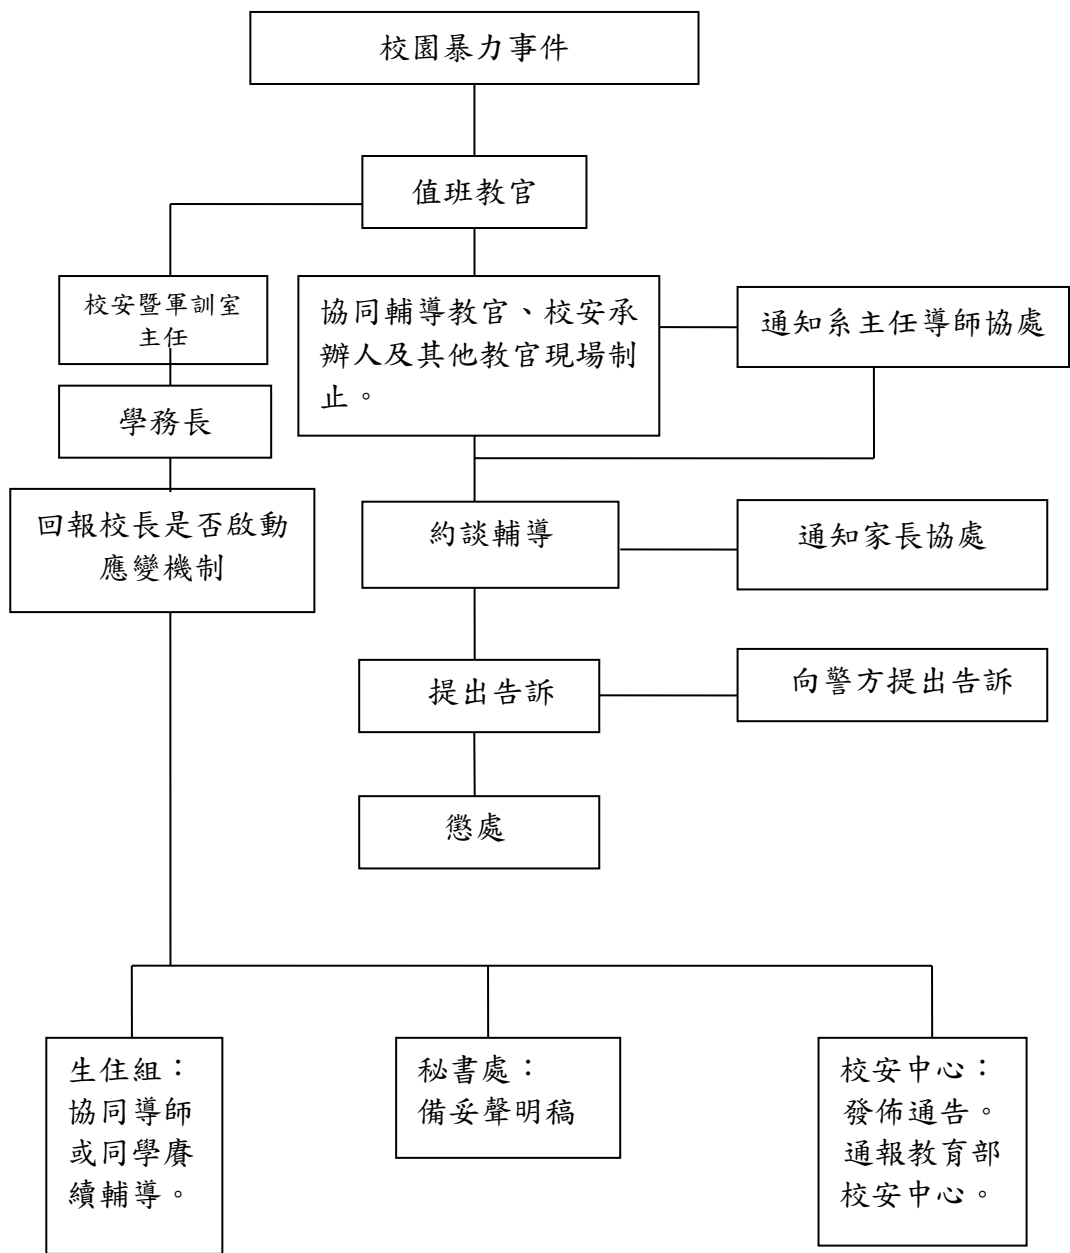 校園暴力事件
值班教官
校安暨軍訓室
主任
協同輔導教官、校安承
辦人及其他教官現場制
止。
通知系主任導師協處
學務長
回報校長是否啟動
應變機制
約談輔導
通知家長協處
提出告訴
向警方提出告訴
懲處
生住組：
協同導師
或同學賡
續輔導。
秘書處：
備妥聲明稿
校安中心：
發佈通告。
通報教育部
校安中心。